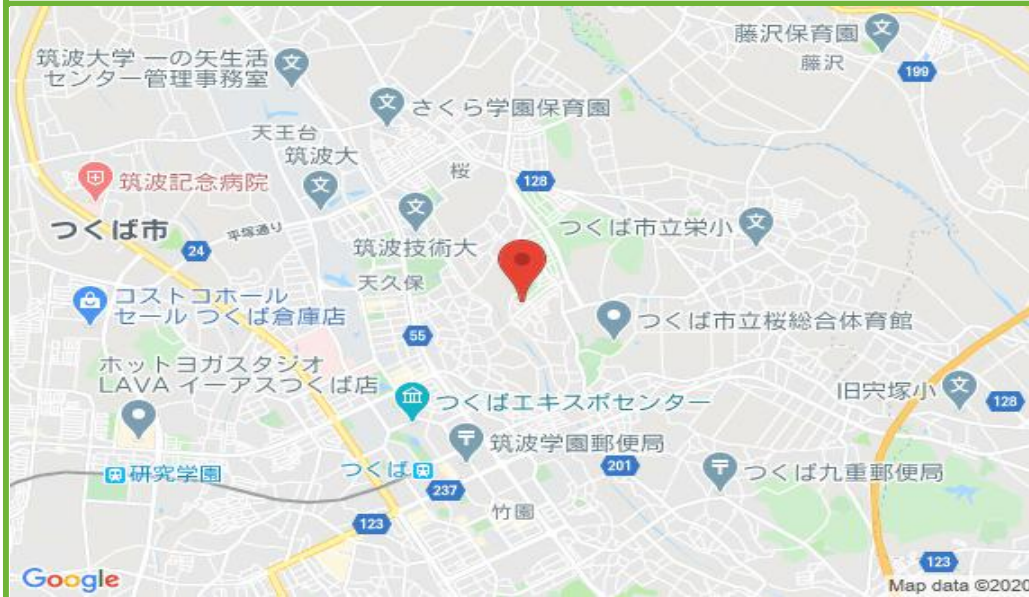 藤沢保育園
藤沢
199
筑波大学 一の矢生活
センター管理事務室
さくら学園保育園
天王台
筑波大
桜
128
筑波記念病院
つくば市
平塚通り
24
筑波技術大
つくば市立栄小
天久保
コストコホール
セール つくば倉庫店
55
つくば市立桜総合体育館
ホットヨガスタジオ
LAVA イーアスつくば店
つくばエキスポセンター
旧宍塚小
128
筑波学園郵便局
研究学園
つくば
201
つくば九重郵便局
237
竹園
123
123
Google
Map data ©2020